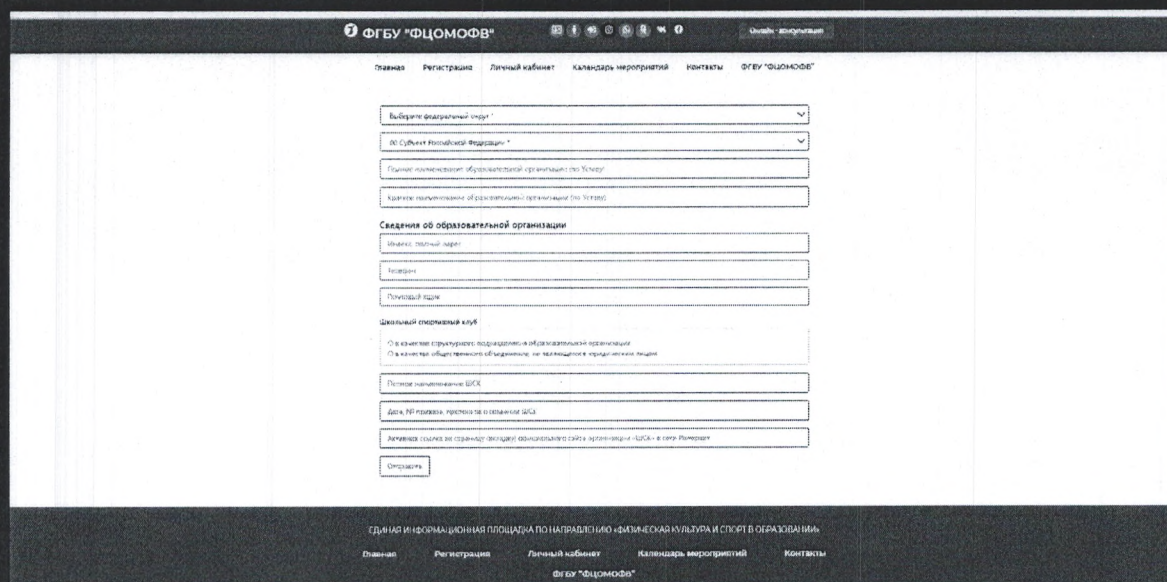 ФГБУ "ФЦОМОФВ"
Онлайн - консультация
Главная Регистрация Личный кабинет Календарь мероприятий Контакты ФГБУ "ФЦОМОФВ"
Выберите федеральный округ *
00 Субъект Российской Федерации *
Полное наименование образовательной организации (по Уставу)
Краткое наименование образовательной организации (по Уставу)
Сведения об образовательной организации
Индекс, полный адрес
Телефон
Почтовый ящик
Школьный спортивный клуб
в качестве структурного подразделения образовательной организации
в качестве общественного объединения, не являющегося юридическим лицом
Полное наименование ШСК
Дата, № приказа, протокола о создании ШСК
Активная ссылка на страницу (вкладку) официального сайта организации «ШСК» в сети Интернет
Отправить
ЕДИНАЯ ИНФОРМАЦИОННАЯ ПЛОЩАДКА ПО НАПРАВЛЕНИЮ «ФИЗИЧЕСКАЯ КУЛЬТУРА И СПОРТ В ОБРАЗОВАНИИ»
Главная Регистрация Личный кабинет Календарь мероприятий Контакты
ФГБУ "ФЦОМОФВ"